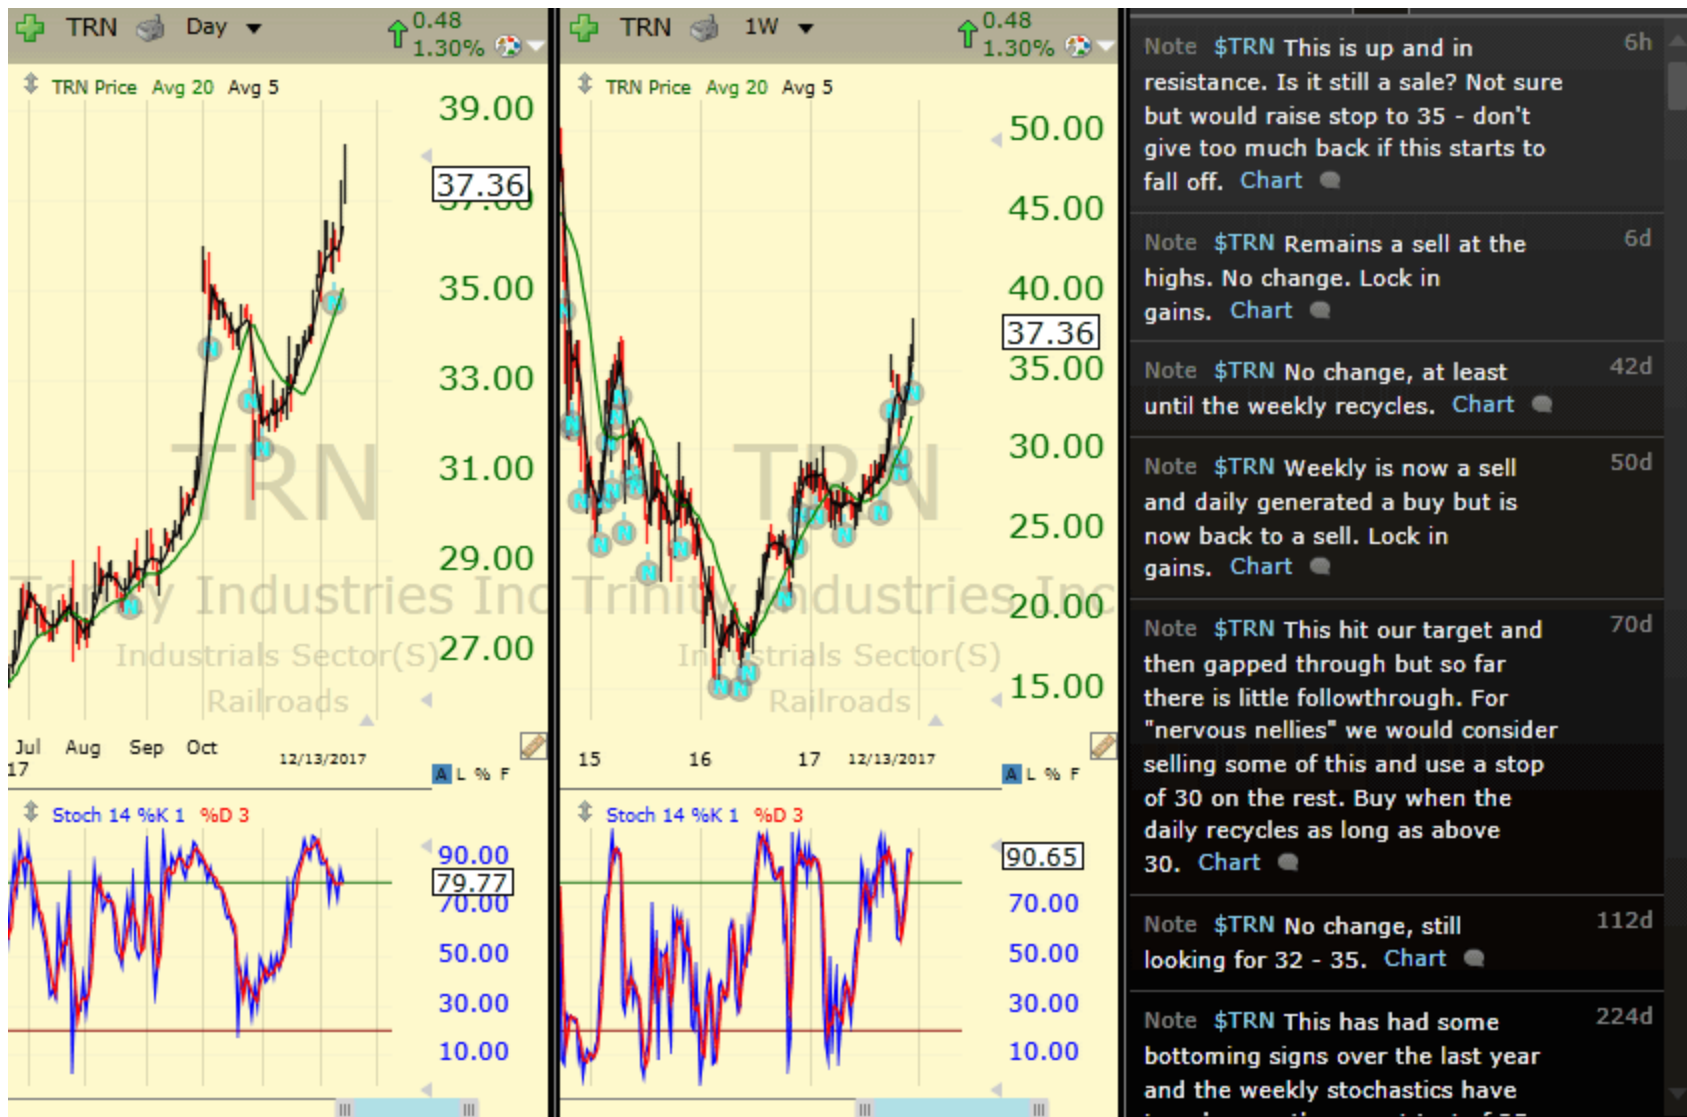 TRN Day
0.48
1.30%
TRN Price Avg 20 Avg 5
39.00
37.36
37.00
35.00
33.00
31.00
29.00
27.00
TRN
Trinity Industries Inc
Industrials Sector(S)
Railroads
Jul Aug Sep Oct 12/13/2017
17
A L % F
Stoch 14 %K 1 %D 3
90.00
79.77
70.00
50.00
30.00
10.00
TRN 1W
0.48
1.30%
TRN Price Avg 20 Avg 5
50.00
45.00
40.00
37.36
35.00
30.00
25.00
20.00
15.00
TRN
Trinity Industries Inc
Industrials Sector(S)
Railroads
15 16 17 12/13/2017
A L % F
Stoch 14 %K 1 %D 3
90.65
70.00
50.00
30.00
10.00
Note $TRN This is up and in 6h
resistance. Is it still a sale? Not sure
but would raise stop to 35 - don't
give too much back if this starts to
fall off. Chart
Note $TRN Remains a sell at the 6d
highs. No change. Lock in
gains. Chart
Note $TRN No change, at least 42d
until the weekly recycles. Chart
Note $TRN Weekly is now a sell 50d
and daily generated a buy but is
now back to a sell. Lock in
gains. Chart
Note $TRN This hit our target and 70d
then gapped through but so far
there is little followthrough. For
"nervous nellies" we would consider
selling some of this and use a stop
of 30 on the rest. Buy when the
daily recycles as long as above
30. Chart
Note $TRN No change, still 112d
looking for 32 - 35. Chart
Note $TRN This has had some 224d
bottoming signs over the last year
and the weekly stochastics have